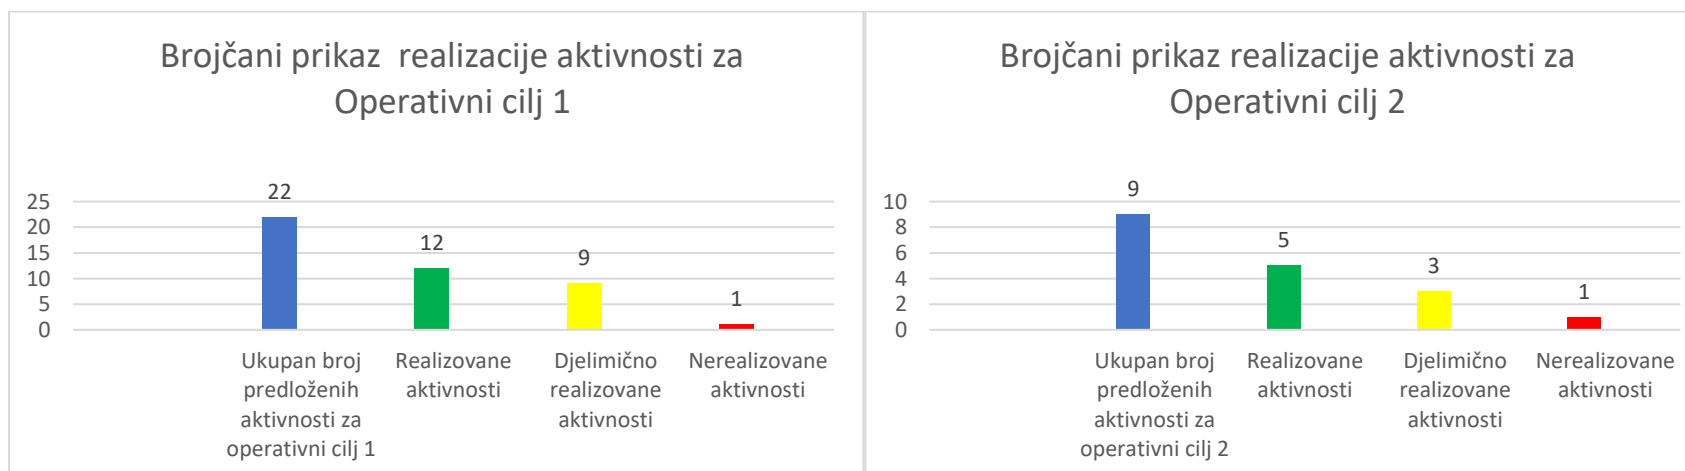 Brojčani prikaz  realizacije aktivnosti za
Operativni cilj 1
22
12
9
1
25
20
15
10
5
0
Ukupan broj
predloženih
aktivnosti za
operativni cilj 1
Realizovane
aktivnosti
Djelimično
realizovane
aktivnosti
Nerealizovane
aktivnosti
Brojčani prikaz realizacije aktivnosti za
Operativni cilj 2
9
5
3
1
10
8
6
4
2
0
Ukupan broj
predloženih
aktivnosti za
operativni cilj 2
Realizovane
aktivnosti
Djelimično
realizovane
aktivnosti
Nerealizovane
aktivnosti